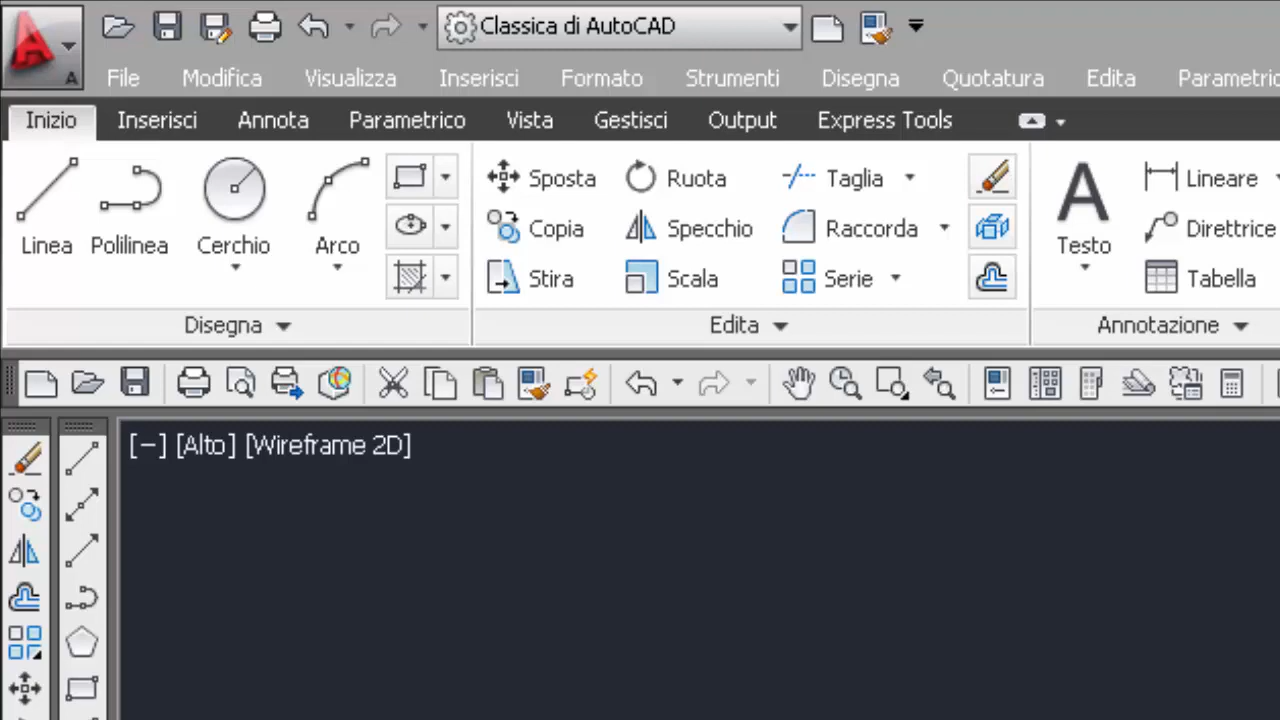 Classica di AutoCAD
A
File Modifica Visualizza Inserisci Formato Strumenti Disegna Quotatura Edita
Inizio Inserisci Annota Parametrico Vista Gestisci Output Express Tools
Sposta Ruota Taglia Lineare
Linea Polilinea Cerchio Arco Copia Specchio Raccorda Testo Direttrice
Stira Scala Serie Tabella
Disegna Edita Annotazione
[−] [Alto] [Wireframe 2D]